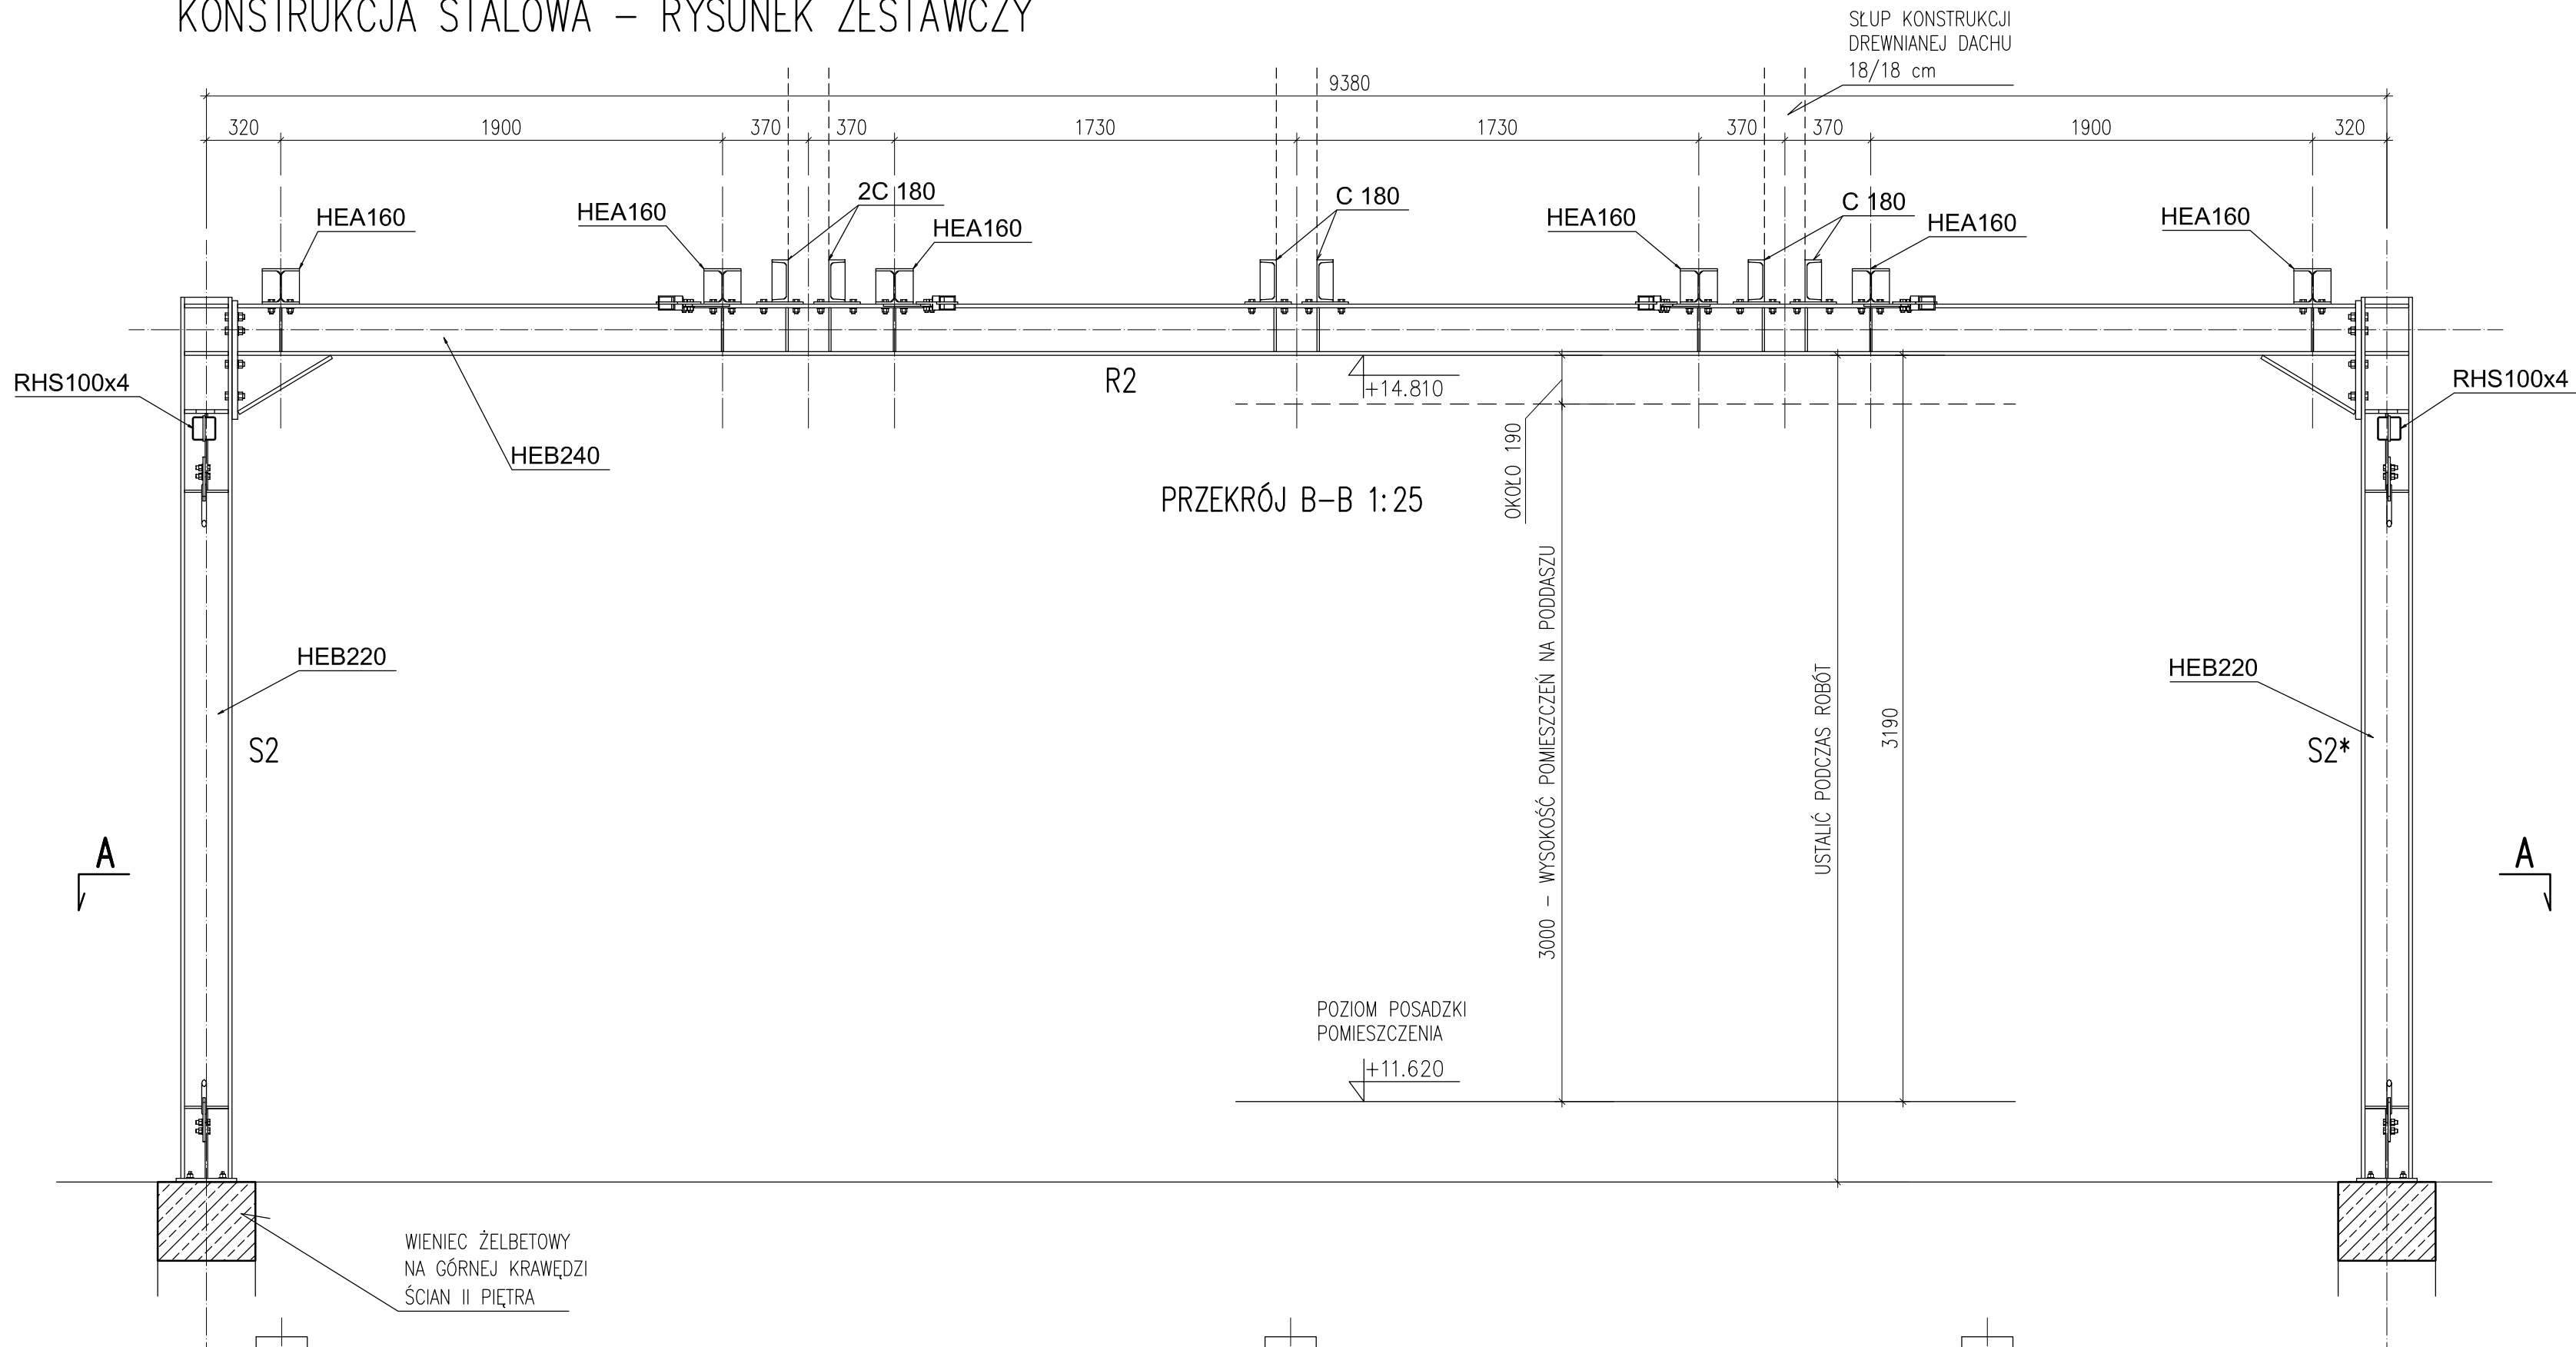 KONSTRUKCJA STALOWA – RYSUNEK ZESTAWCZY
SŁUP KONSTRUKCJI
DREWNIANEJ DACHU
18/18 cm
9380
320
1900
370
370
1730
1730
370
370
1900
320
HEA160
HEA160
2C 180
HEA160
C 180
HEA160
C 180
HEA160
HEA160
RHS100x4
R2
+14.810
RHS100x4
HEB240
OKOŁO 190
PRZEKRÓJ B–B 1:25
3000 – WYSOKOŚĆ POMIESZCZEŃ NA PODDASZU
USTALIĆ PODCZAS ROBÓT
3190
HEB220
HEB220
S2
S2*
A
A
POZIOM POSADZKI
POMIESZCZENIA
+11.620
WIENIEC ŻELBETOWY
NA GÓRNEJ KRAWĘDZI
ŚCIAN II PIĘTRA